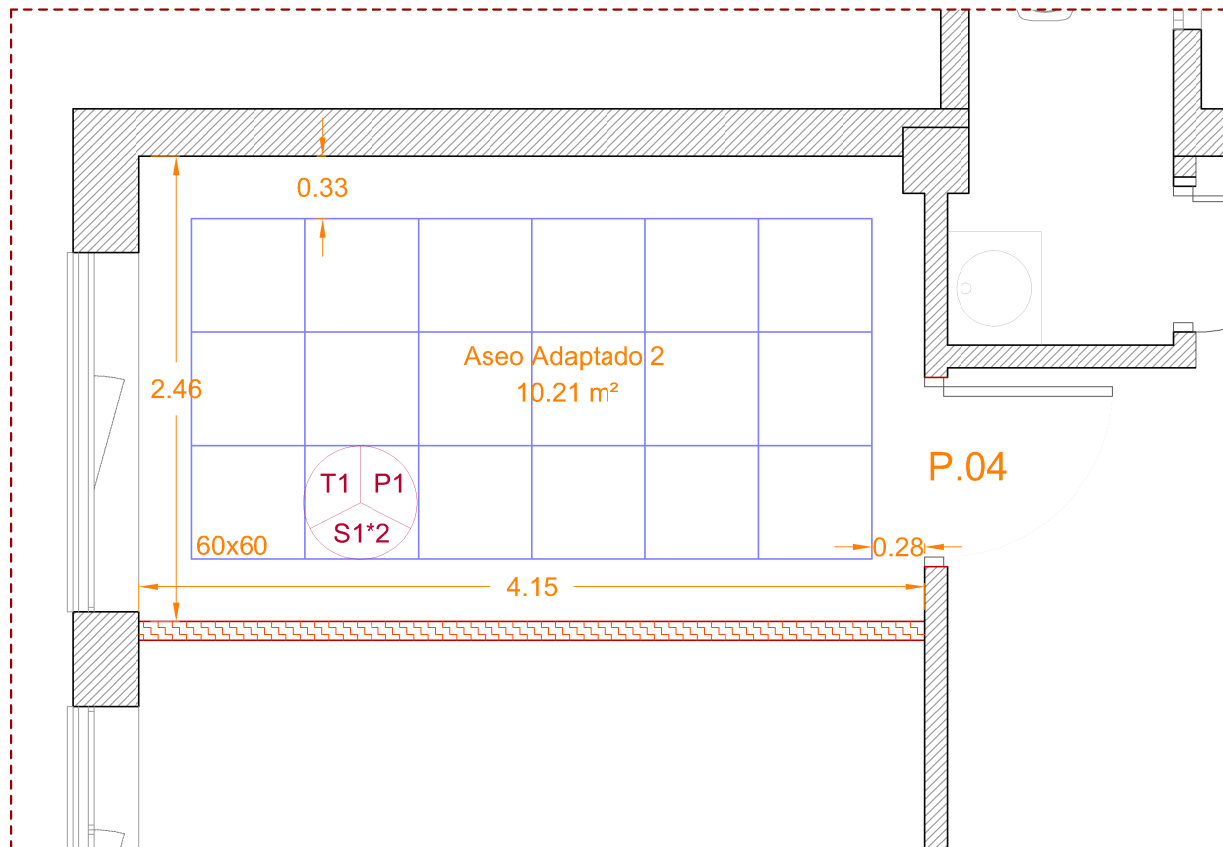 0.33
Aseo Adaptado 2
10.21 m²
2.46
P.04
T1 P1
S1*2
60x60
0.28
4.15